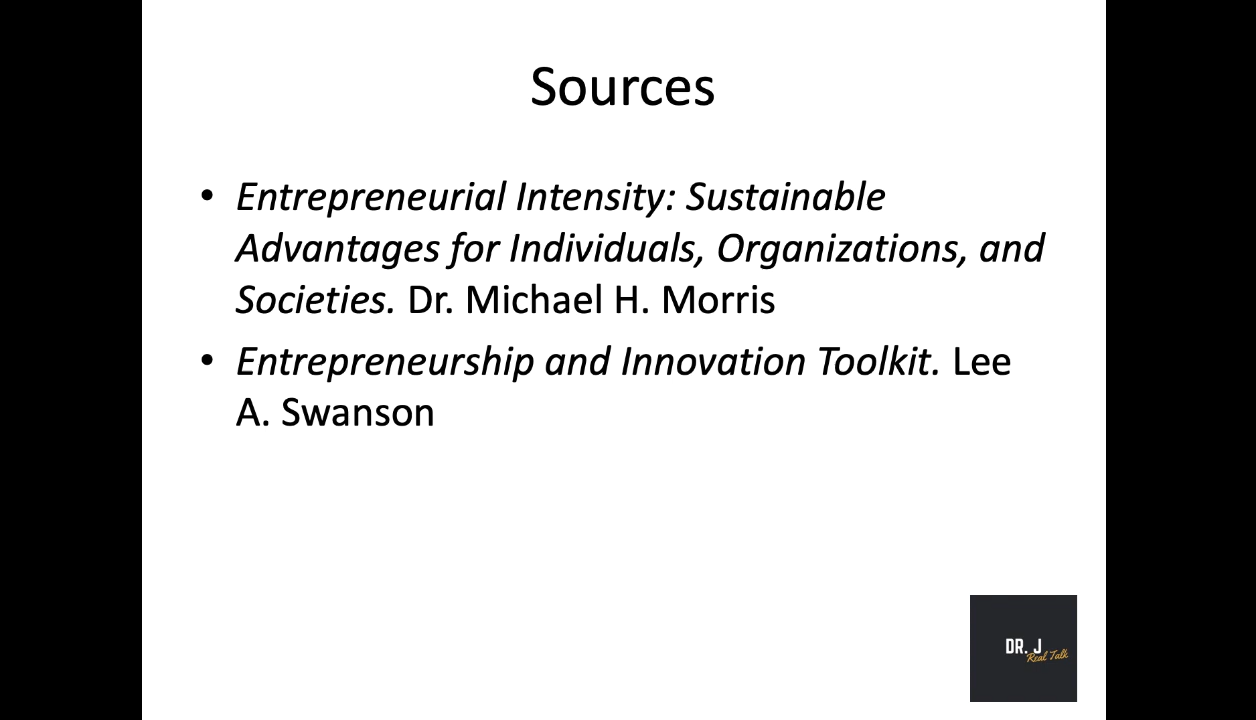 Sources
• Entrepreneurial Intensity: Sustainable
Advantages for Individuals, Organizations, and
Societies. Dr. Michael H. Morris
• Entrepreneurship and Innovation Toolkit. Lee
A. Swanson
DR. J
Real Talk